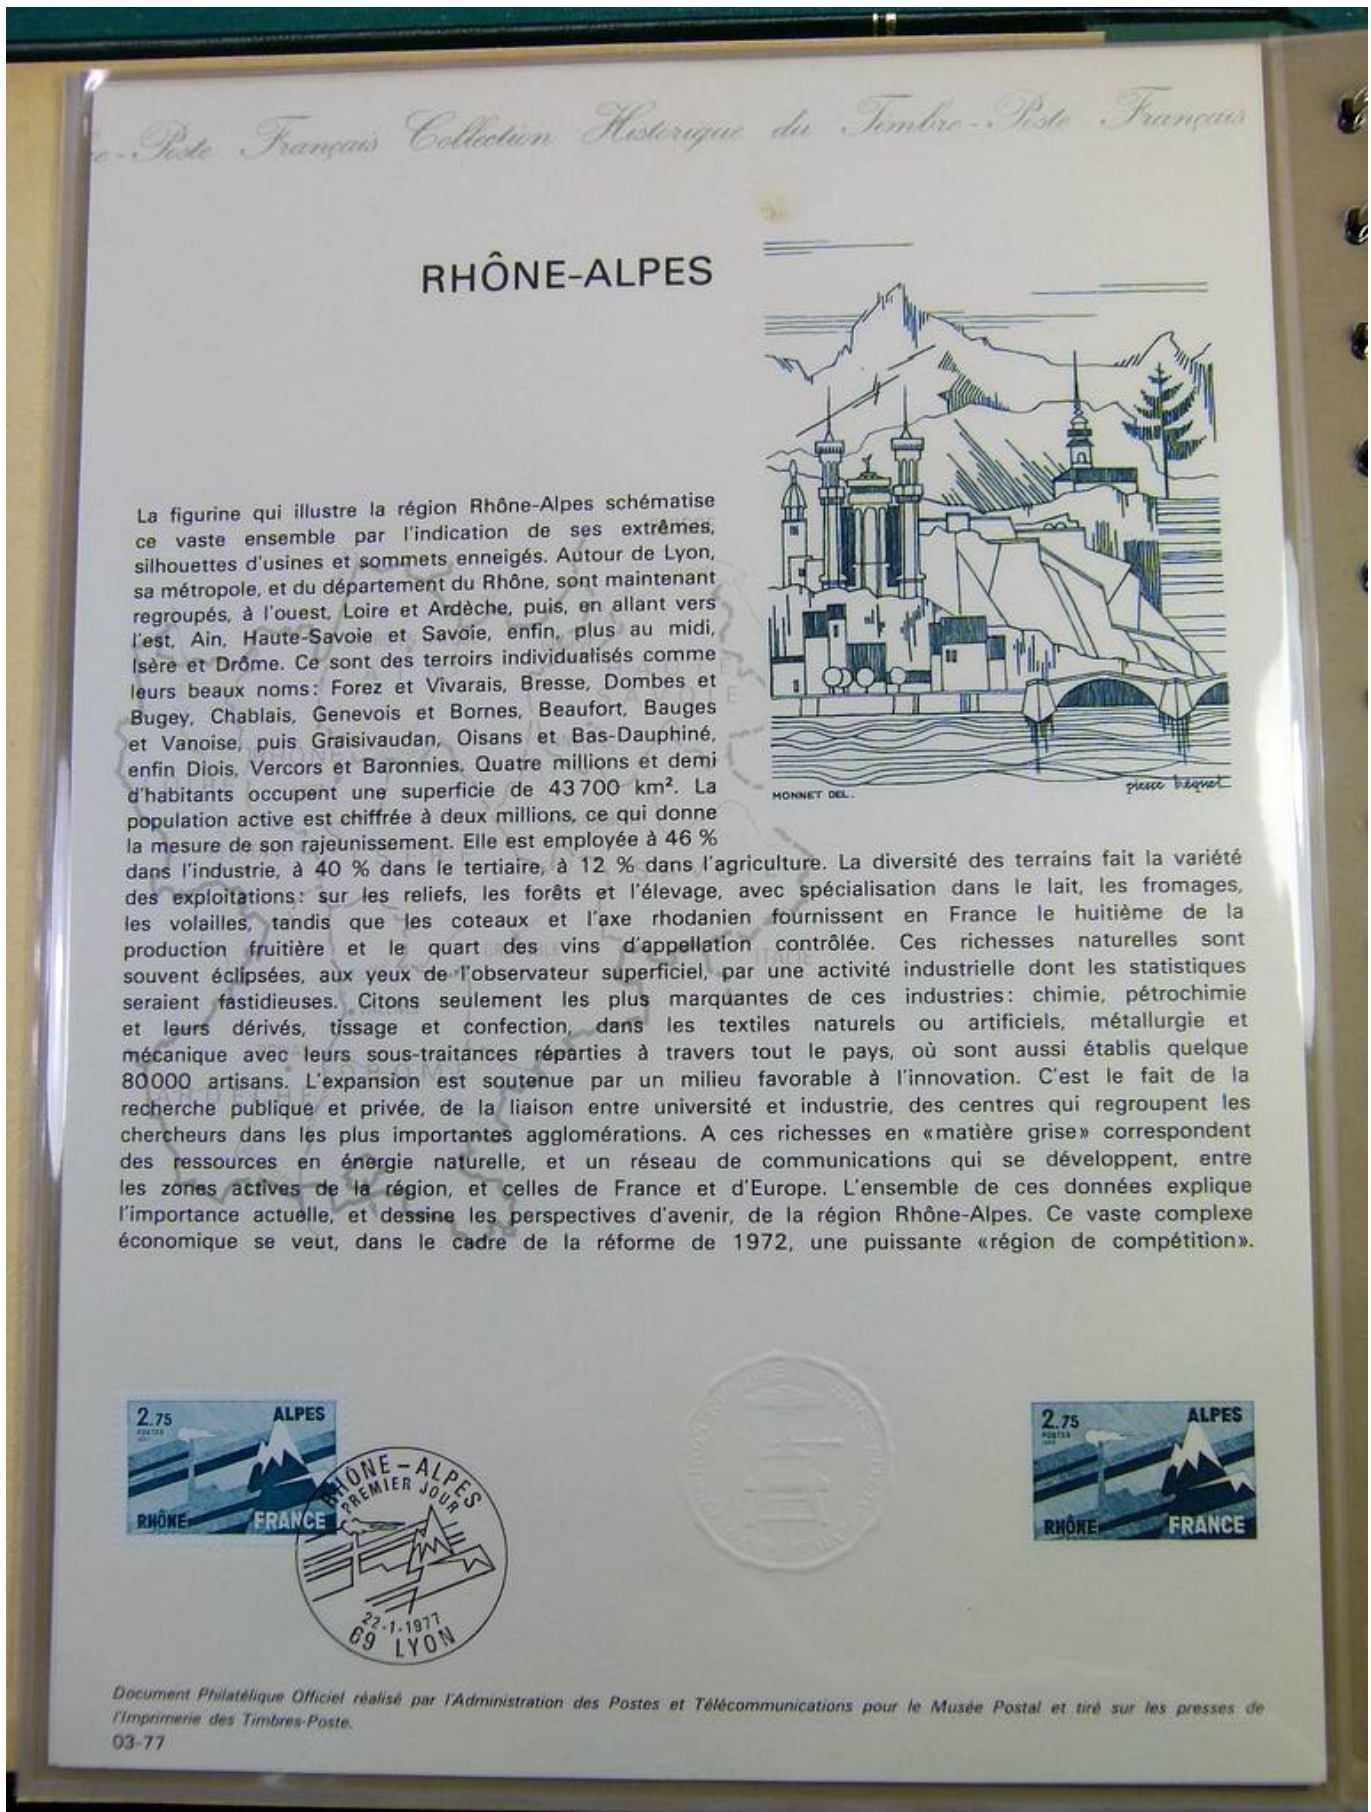 -Poste Français Collection Historique du Timbre-Poste Français
RHÔNE-ALPES
La figurine qui illustre la région Rhône-Alpes schématise
ce vaste ensemble par l'indication de ses extrêmes,
silhouettes d'usines et sommets enneigés. Autour de Lyon,
sa métropole, et du département du Rhône, sont maintenant
regroupés, à l'ouest, Loire et Ardèche, puis, en allant vers
l'est, Ain, Haute-Savoie et Savoie, enfin, plus au midi,
Isère et Drôme. Ce sont des terroirs individualisés comme
leurs beaux noms: Forez et Vivarais, Bresse, Dombes et
Bugey, Chablais, Genevois et Bornes, Beaufort, Bauges
et Vanoise, puis Graisivaudan, Oisans et Bas-Dauphiné,
enfin Diois, Vercors et Baronnies. Quatre millions et demi
d'habitants occupent une superficie de 43 700 km². La
population active est chiffrée à deux millions, ce qui donne
la mesure de son rajeunissement. Elle est employée à 46 %
dans l'industrie, à 40 % dans le tertiaire, à 12 % dans l'agriculture. La diversité des terrains fait la variété
des exploitations: sur les reliefs, les forêts et l'élevage, avec spécialisation dans le lait, les fromages,
les volailles, tandis que les coteaux et l'axe rhodanien fournissent en France le huitième de la
production fruitière et le quart des vins d'appellation contrôlée. Ces richesses naturelles sont
souvent éclipsées, aux yeux de l'observateur superficiel, par une activité industrielle dont les statistiques
seraient fastidieuses. Citons seulement les plus marquantes de ces industries: chimie, pétrochimie
et leurs dérivés, tissage et confection, dans les textiles naturels ou artificiels, métallurgie et
mécanique avec leurs sous-traitances réparties à travers tout le pays, où sont aussi établis quelque
80 000 artisans. L'expansion est soutenue par un milieu favorable à l'innovation. C'est le fait de la
recherche publique et privée, de la liaison entre université et industrie, des centres qui regroupent les
chercheurs dans les plus importantes agglomérations. A ces richesses en «matière grise» correspondent
des ressources en énergie naturelle, et un réseau de communications qui se développent, entre
les zones actives de la région, et celles de France et d'Europe. L'ensemble de ces données explique
l'importance actuelle, et dessine les perspectives d'avenir, de la région Rhône-Alpes. Ce vaste complexe
économique se veut, dans le cadre de la réforme de 1972, une puissante «région de compétition».
MONNET DEL.
pierre béquet
2.75 ALPES
POSTES
RHÔNE FRANCE
RHÔNE-ALPES
PREMIER JOUR
22-1-1977
69 LYON
2.75 ALPES
POSTES
RHÔNE FRANCE
Document Philatélique Officiel réalisé par l'Administration des Postes et Télécommunications pour le Musée Postal et tiré sur les presses de
l'Imprimerie des Timbres-Poste.
03-77